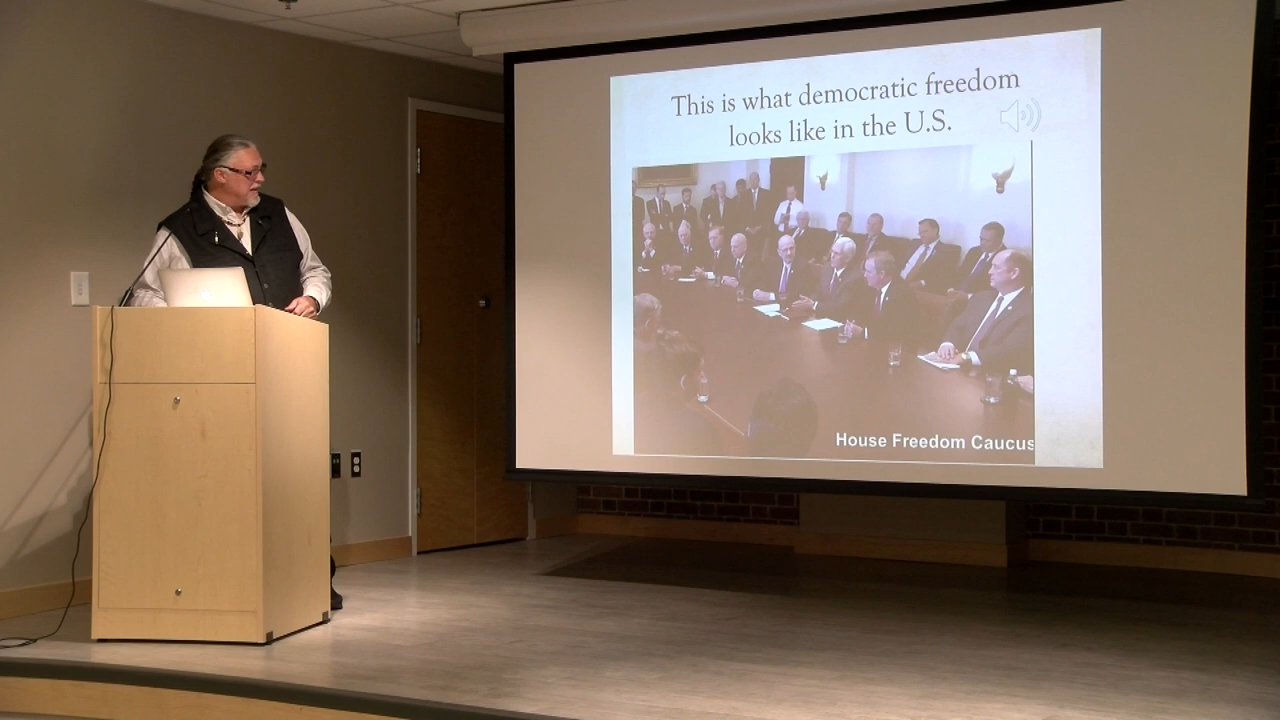 This is what democratic freedom
looks like in the U.S.
House Freedom Caucus